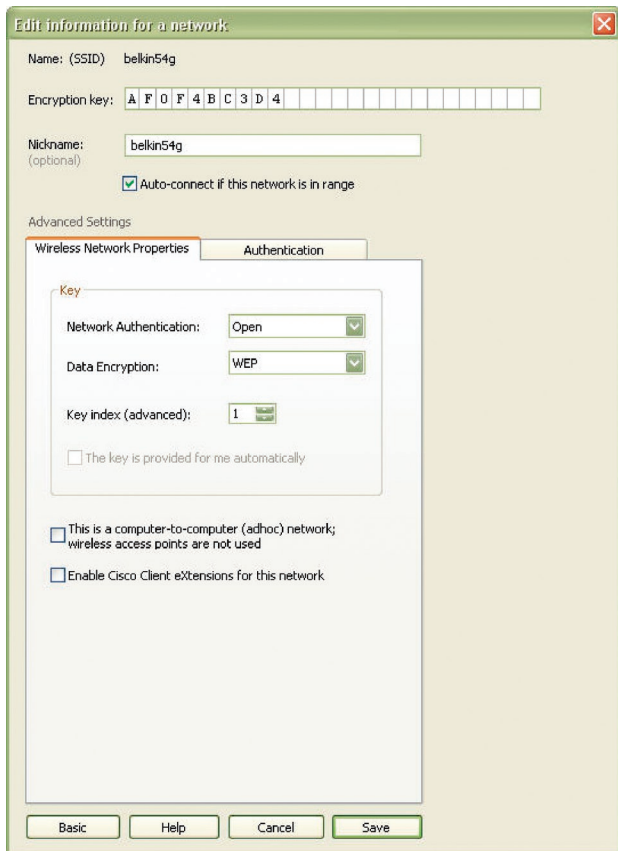 Edit information for a network
Name: (SSID) belkin54g
Encryption key: A F 0 F 4 B C 3 D 4
Nickname: belkin54g
(optional)
Auto-connect if this network is in range
Advanced Settings
Wireless Network Properties Authentication
Key
Network Authentication: Open
Data Encryption: WEP
Key index (advanced): 1
The key is provided for me automatically
This is a computer-to-computer (adhoc) network;
wireless access points are not used
Enable Cisco Client eXtensions for this network
Basic Help Cancel Save